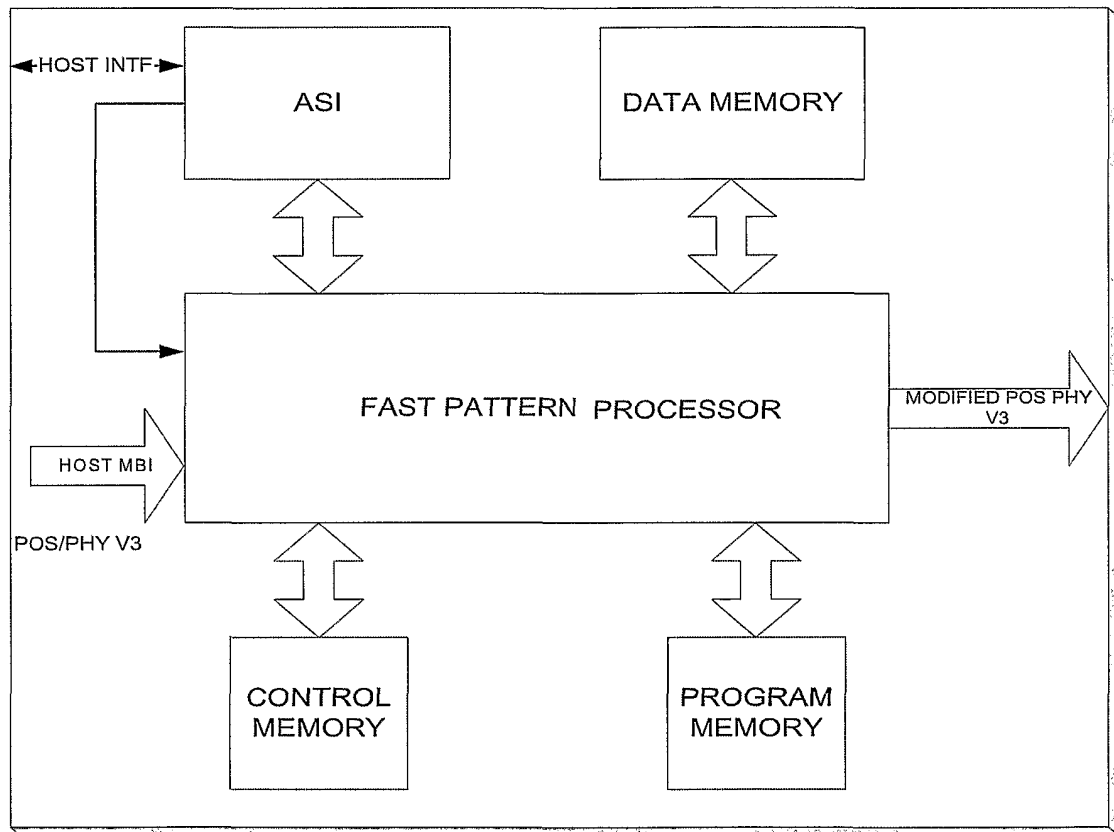 HOST INTF
ASI
DATA MEMORY
FAST PATTERN PROCESSOR
MODIFIED POS PHY
V3
HOST MBI
POS/PHY V3
CONTROL
MEMORY
PROGRAM
MEMORY